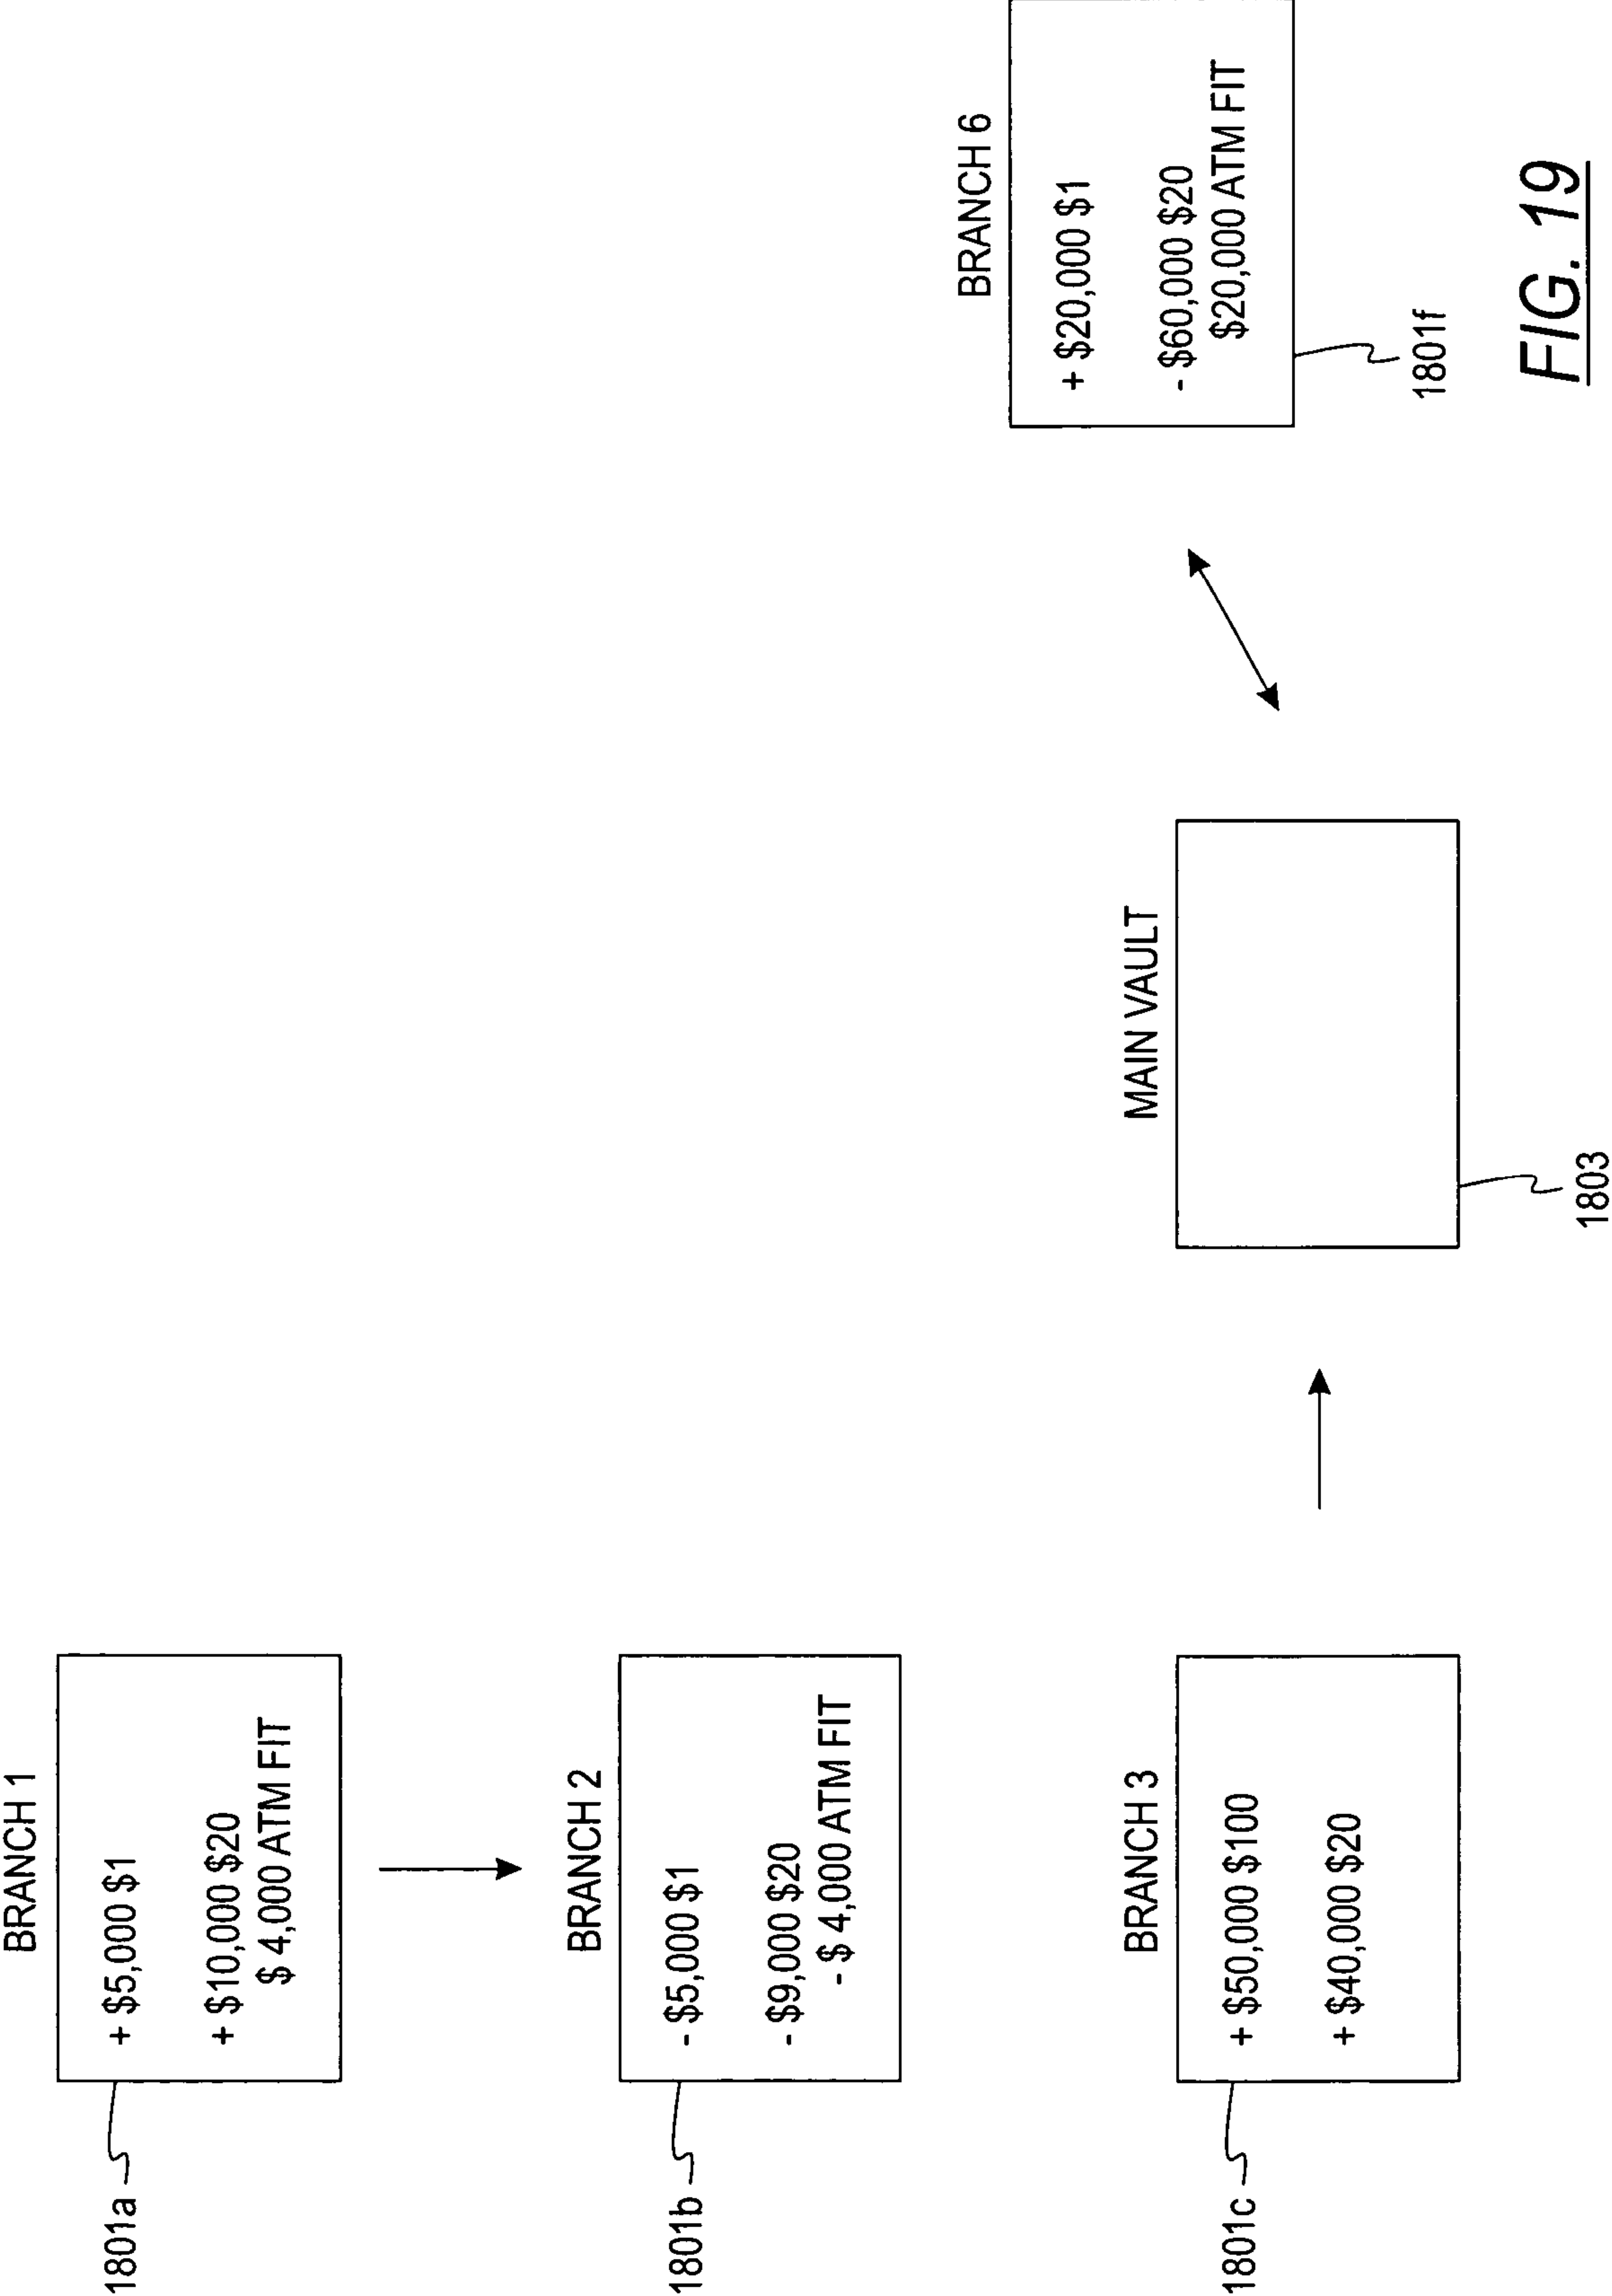 BRANCH 1
+ $5,000 $1
+ $10,000 $20
$ 4,000 ATM FIT
1801a
BRANCH 2
- $5,000 $1
- $9,000 $20
- $ 4,000 ATM FIT
1801b
BRANCH 3
+ $50,000 $100
+ $40,000 $20
1801c
MAIN VAULT
1803
BRANCH 6
+ $20,000 $1
- $60,000 $20
$20,000 ATM FIT
1801f
FIG. 19